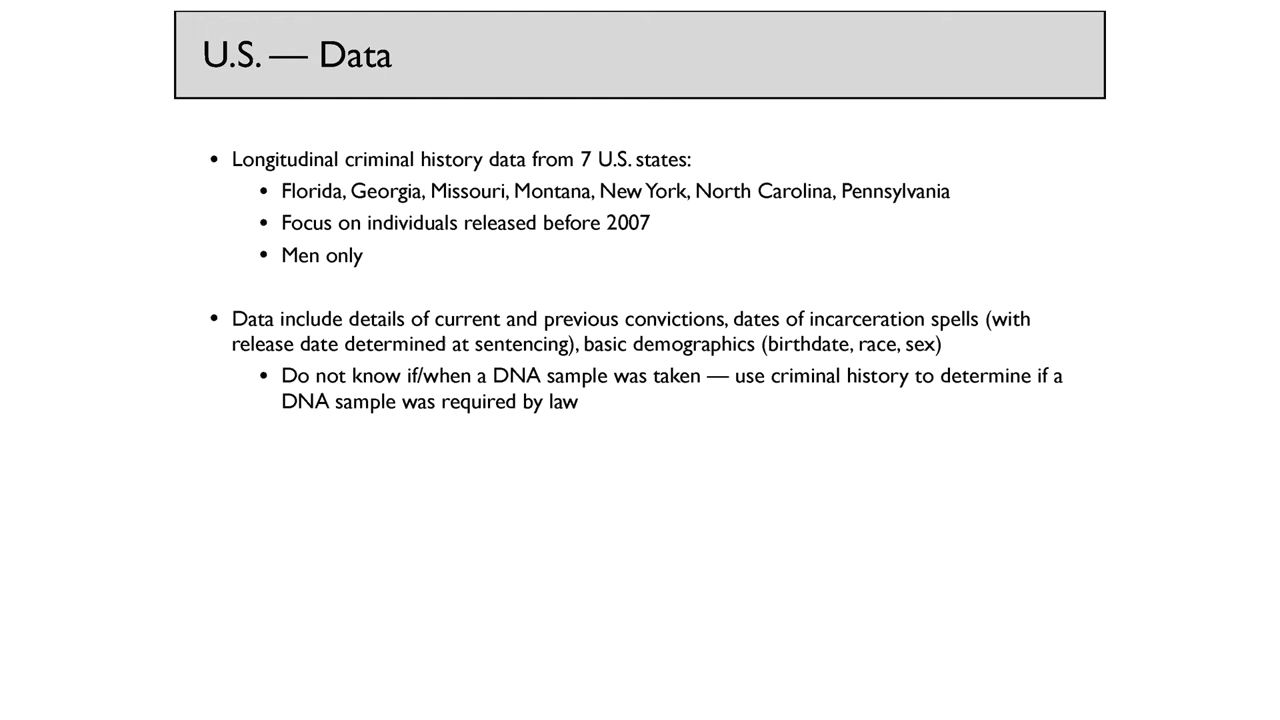 U.S. — Data
• Longitudinal criminal history data from 7 U.S. states:
• Florida, Georgia, Missouri, Montana, New York, North Carolina, Pennsylvania
• Focus on individuals released before 2007
• Men only
• Data include details of current and previous convictions, dates of incarceration spells (with
release date determined at sentencing), basic demographics (birthdate, race, sex)
• Do not know if/when a DNA sample was taken — use criminal history to determine if a
DNA sample was required by law